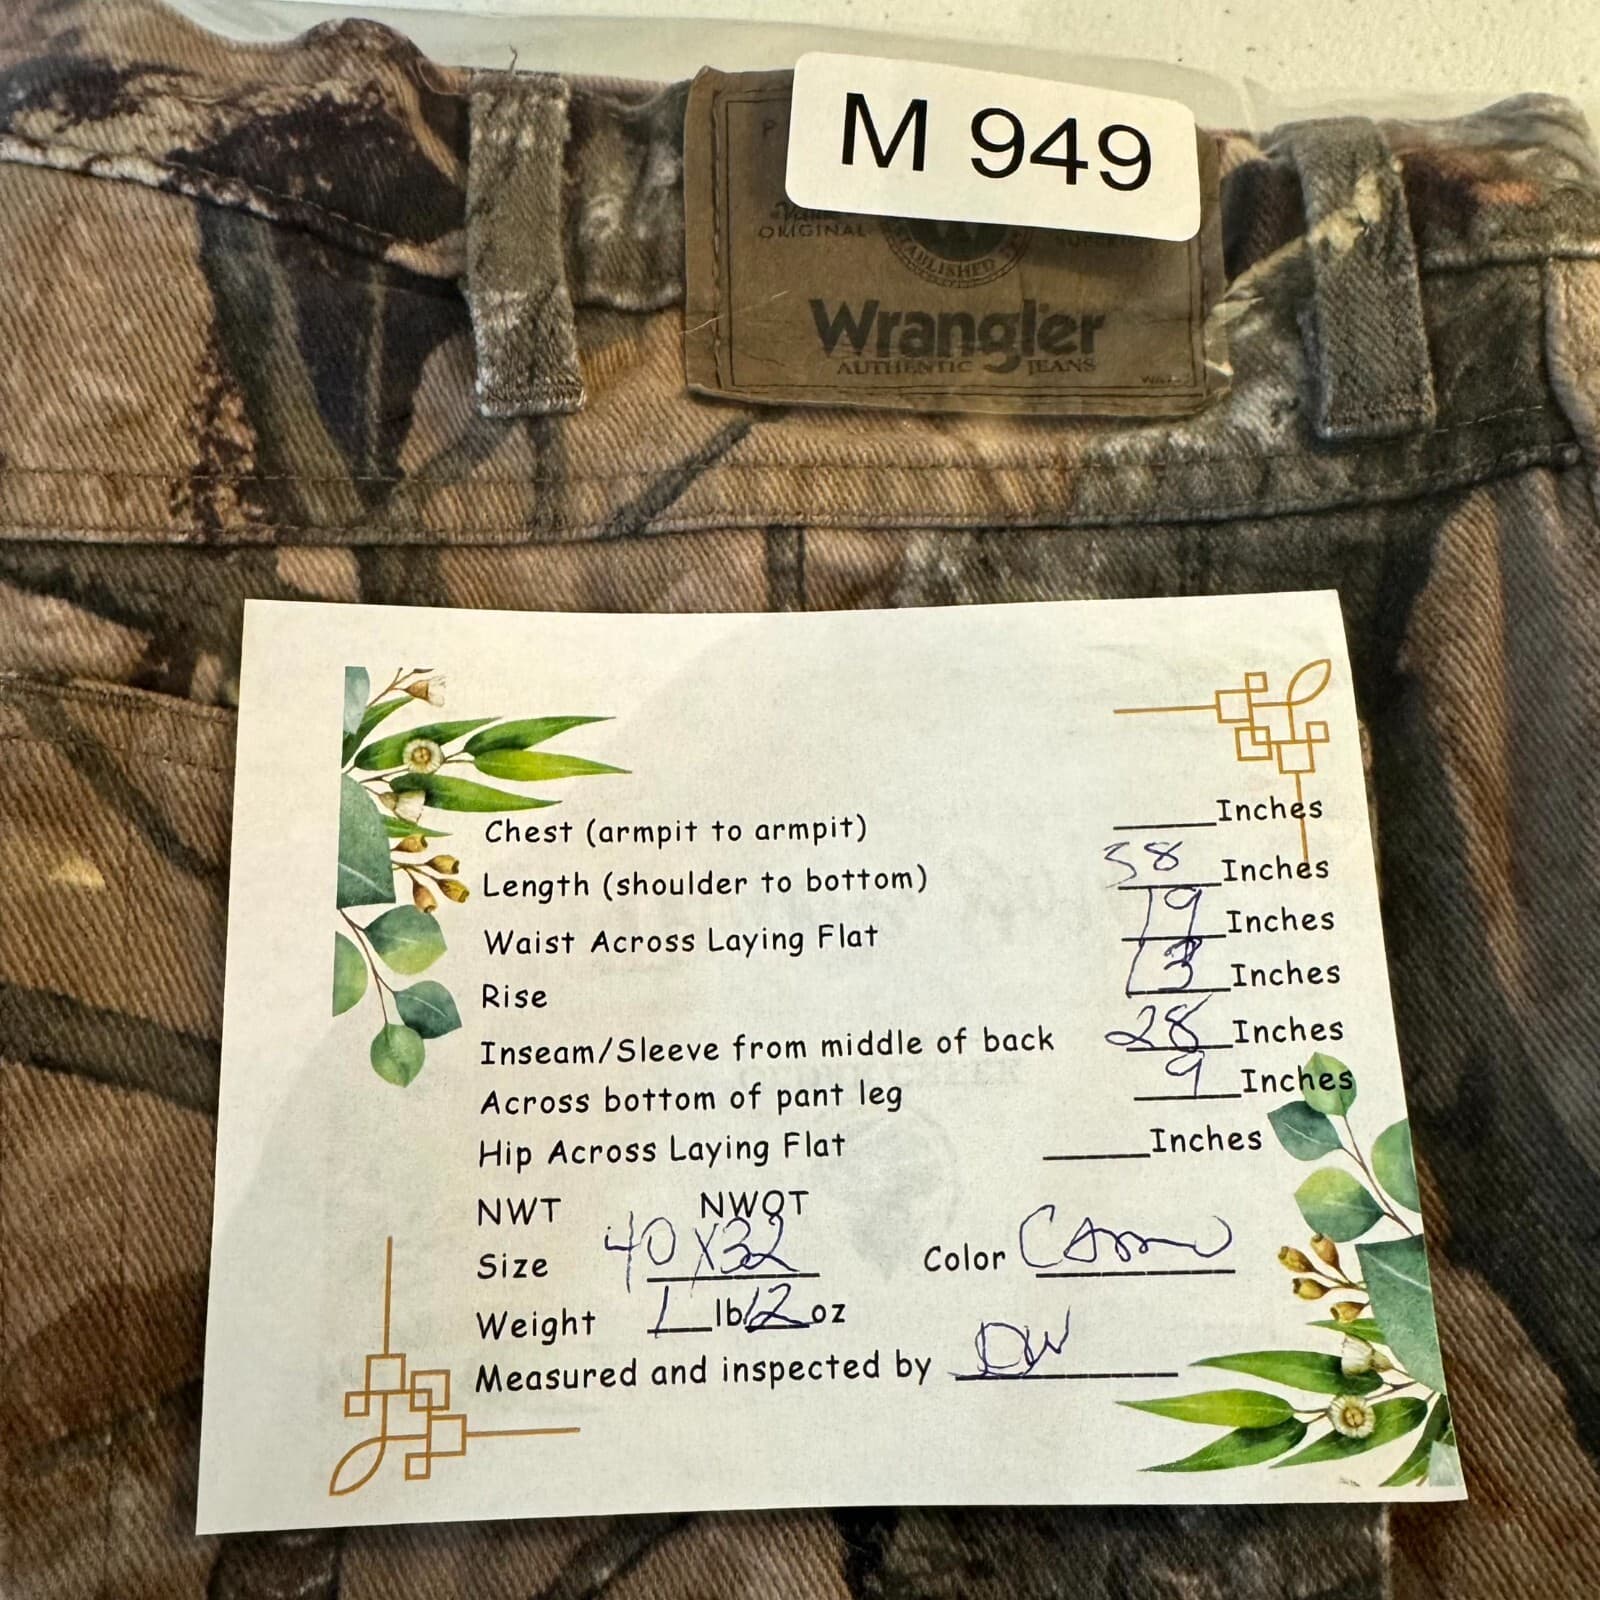 M 949
ORIGINAL
ESTABLISHED
Wrangler
AUTHENTIC JEANS
Chest (armpit to armpit) _____Inches
Length (shoulder to bottom) 38 Inches
Waist Across Laying Flat 19 Inches
Rise 13 Inches
Inseam/Sleeve from middle of back 28 Inches
Across bottom of pant leg 9 Inches
Hip Across Laying Flat _____Inches
NWT NWOT
Size 40x32 Color Camo
Weight 1 lb 12 oz
Measured and inspected by DW